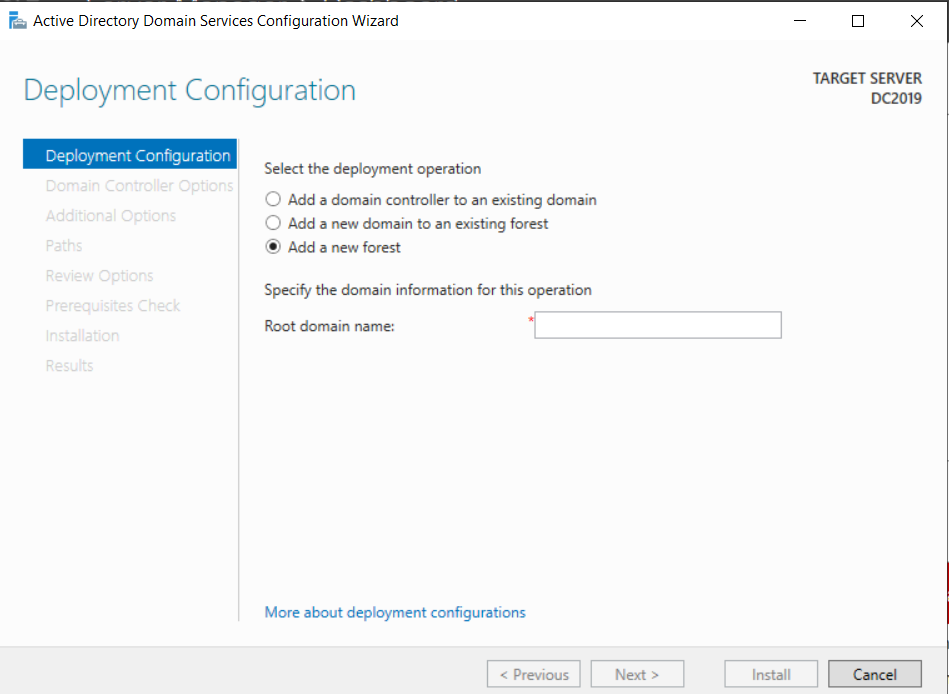 Active Directory Domain Services Configuration Wizard
Deployment Configuration
TARGET SERVER
DC2019
Deployment Configuration
Domain Controller Options
Additional Options
Paths
Review Options
Prerequisites Check
Installation
Results
Select the deployment operation
Add a domain controller to an existing domain
Add a new domain to an existing forest
Add a new forest
Specify the domain information for this operation
Root domain name: *
More about deployment configurations
< Previous
Next >
Install
Cancel